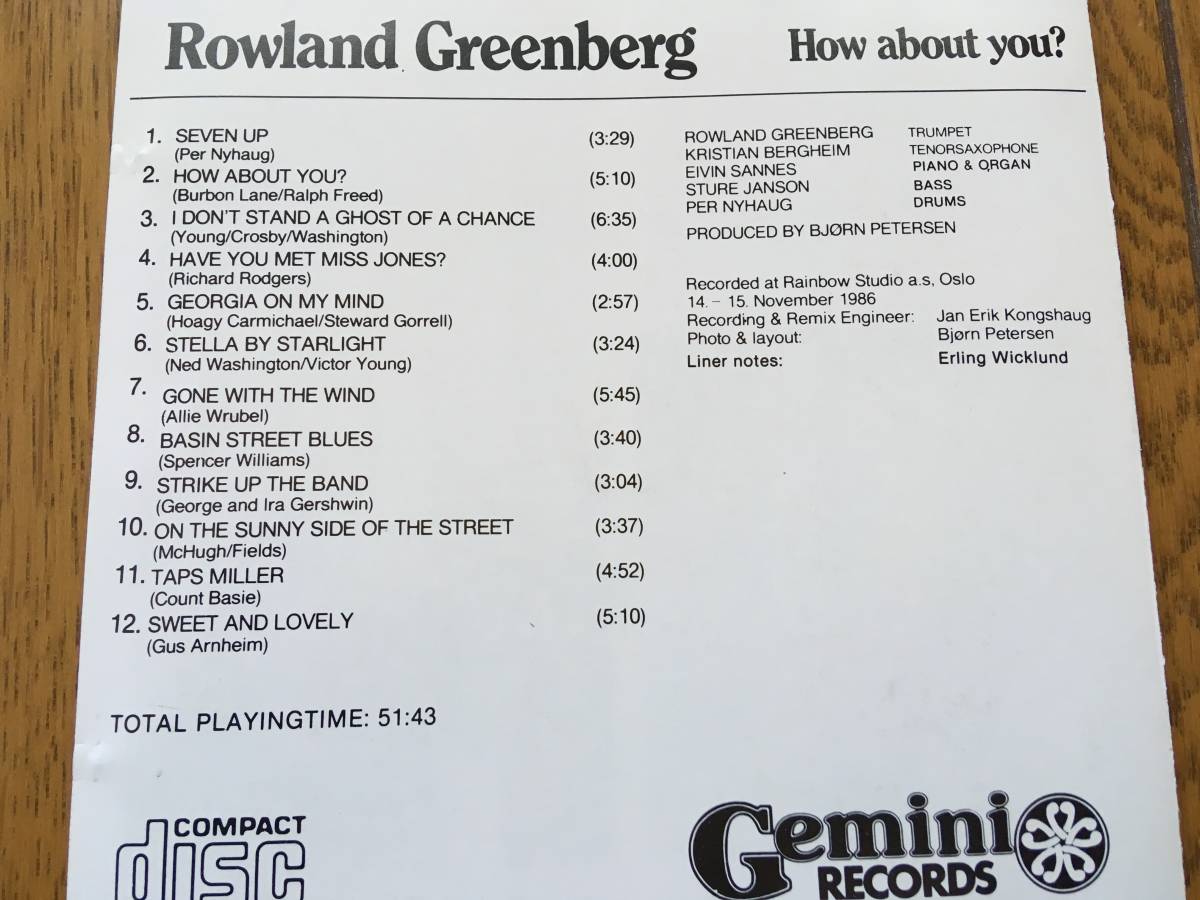 Rowland Greenberg
How about you?
1. SEVEN UP (3:29)
(Per Nyhaug)
2. HOW ABOUT YOU? (5:10)
(Burbon Lane/Ralph Freed)
3. I DON'T STAND A GHOST OF A CHANCE (6:35)
(Young/Crosby/Washington)
4. HAVE YOU MET MISS JONES? (4:00)
(Richard Rodgers)
5. GEORGIA ON MY MIND (2:57)
(Hoagy Carmichael/Steward Gorrell)
6. STELLA BY STARLIGHT (3:24)
(Ned Washington/Victor Young)
7. GONE WITH THE WIND (5:45)
(Allie Wrubel)
8. BASIN STREET BLUES (3:40)
(Spencer Williams)
9. STRIKE UP THE BAND (3:04)
(George and Ira Gershwin)
10. ON THE SUNNY SIDE OF THE STREET (3:37)
(McHugh/Fields)
11. TAPS MILLER (4:52)
(Count Basie)
12. SWEET AND LOVELY (5:10)
(Gus Arnheim)
TOTAL PLAYINGTIME: 51:43
ROWLAND GREENBERG TRUMPET
KRISTIAN BERGHEIM TENORSAXOPHONE
EIVIN SANNES PIANO & ORGAN
STURE JANSON BASS
PER NYHAUG DRUMS
PRODUCED BY BJØRN PETERSEN
Recorded at Rainbow Studio a.s, Oslo
14. – 15. November 1986
Recording & Remix Engineer: Jan Erik Kongshaug
Photo & layout: Bjørn Petersen
Liner notes: Erling Wicklund
COMPACT
disc
Gemini
RECORDS